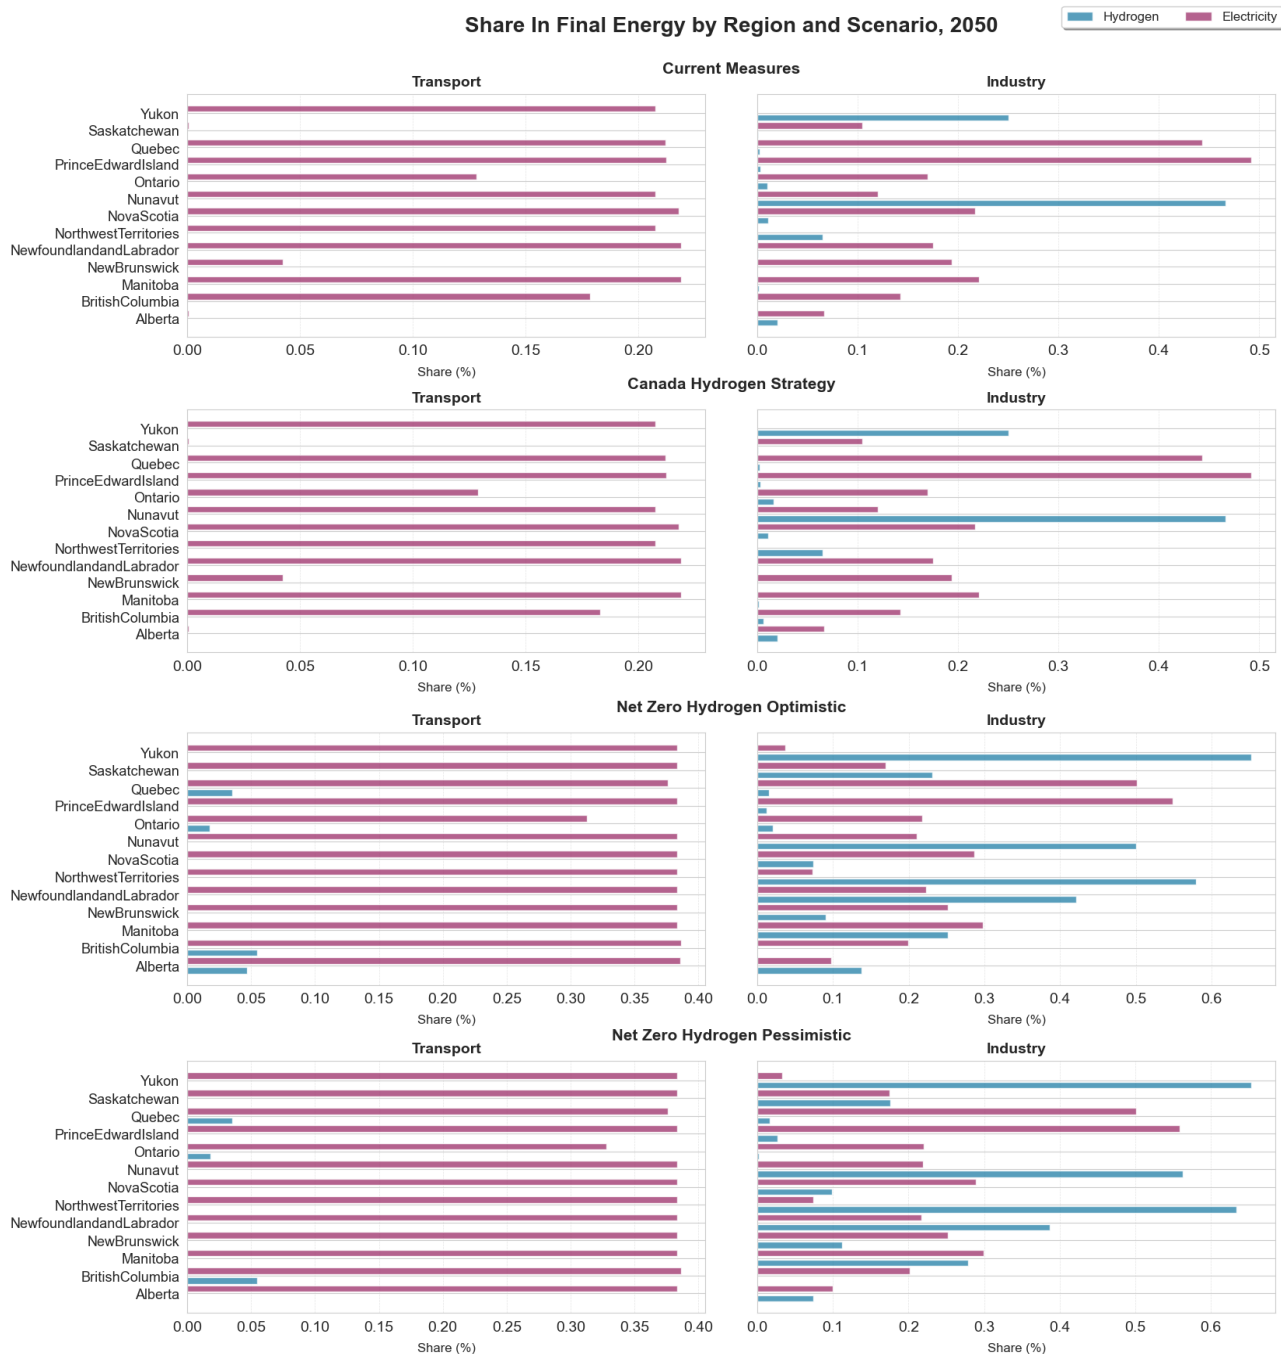 Share In Final Energy by Region and Scenario, 2050
Hydrogen Electricity
Current Measures
Transport
Yukon
Saskatchewan
Quebec
PrinceEdwardIsland
Ontario
Nunavut
NovaScotia
NorthwestTerritories
NewfoundlandandLabrador
NewBrunswick
Manitoba
BritishColumbia
Alberta
0.00 0.05 0.10 0.15 0.20
Share (%)
Industry
0.0 0.1 0.2 0.3 0.4 0.5
Share (%)
Canada Hydrogen Strategy
Transport
Yukon
Saskatchewan
Quebec
PrinceEdwardIsland
Ontario
Nunavut
NovaScotia
NorthwestTerritories
NewfoundlandandLabrador
NewBrunswick
Manitoba
BritishColumbia
Alberta
0.00 0.05 0.10 0.15 0.20
Share (%)
Industry
0.0 0.1 0.2 0.3 0.4 0.5
Share (%)
Net Zero Hydrogen Optimistic
Transport
Yukon
Saskatchewan
Quebec
PrinceEdwardIsland
Ontario
Nunavut
NovaScotia
NorthwestTerritories
NewfoundlandandLabrador
NewBrunswick
Manitoba
BritishColumbia
Alberta
0.00 0.05 0.10 0.15 0.20 0.25 0.30 0.35 0.40
Share (%)
Industry
0.0 0.1 0.2 0.3 0.4 0.5 0.6
Share (%)
Net Zero Hydrogen Pessimistic
Transport
Yukon
Saskatchewan
Quebec
PrinceEdwardIsland
Ontario
Nunavut
NovaScotia
NorthwestTerritories
NewfoundlandandLabrador
NewBrunswick
Manitoba
BritishColumbia
Alberta
0.00 0.05 0.10 0.15 0.20 0.25 0.30 0.35 0.40
Share (%)
Industry
0.0 0.1 0.2 0.3 0.4 0.5 0.6
Share (%)